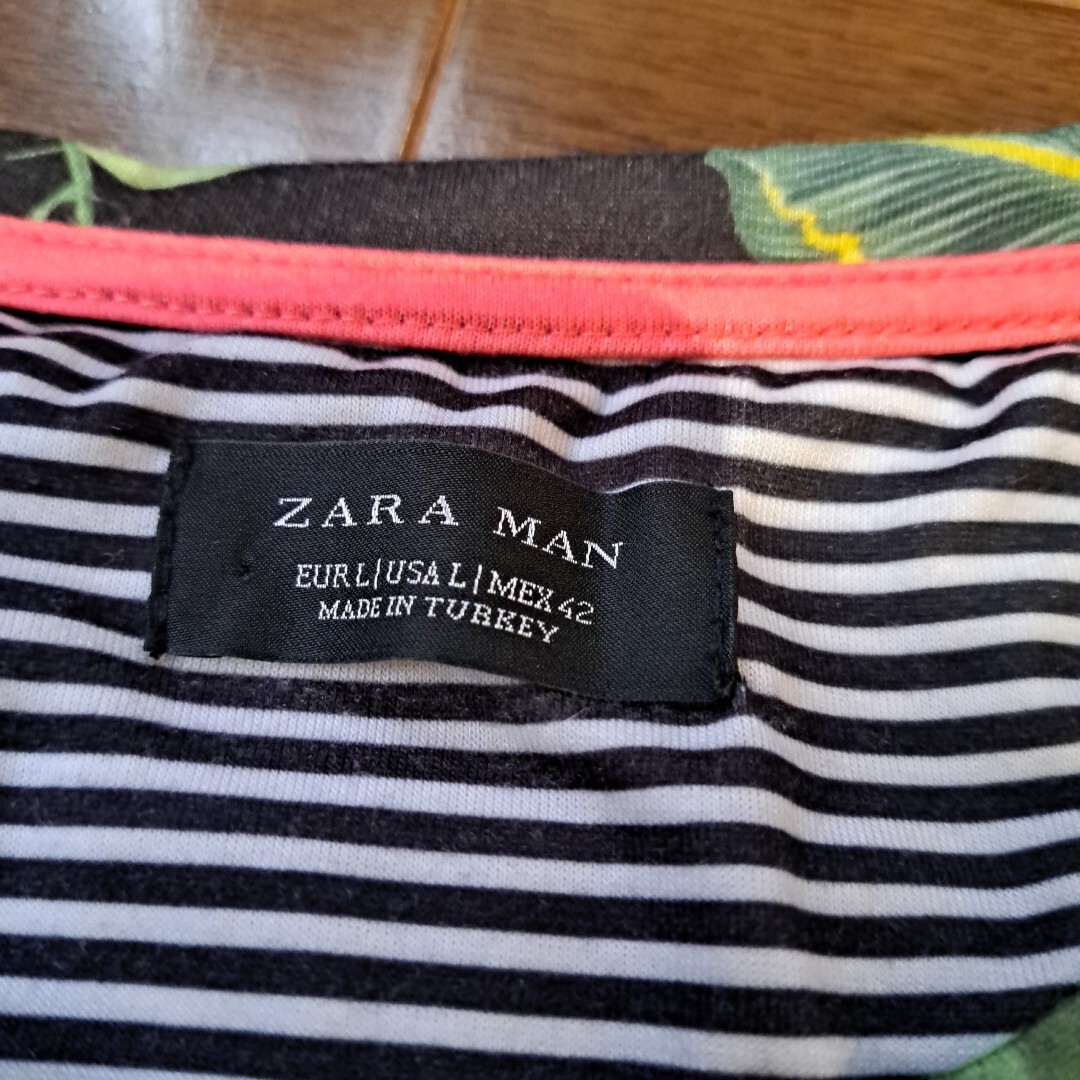 ZARA MAN
EUR L|USA L|MEX 42
MADE IN TURKEY